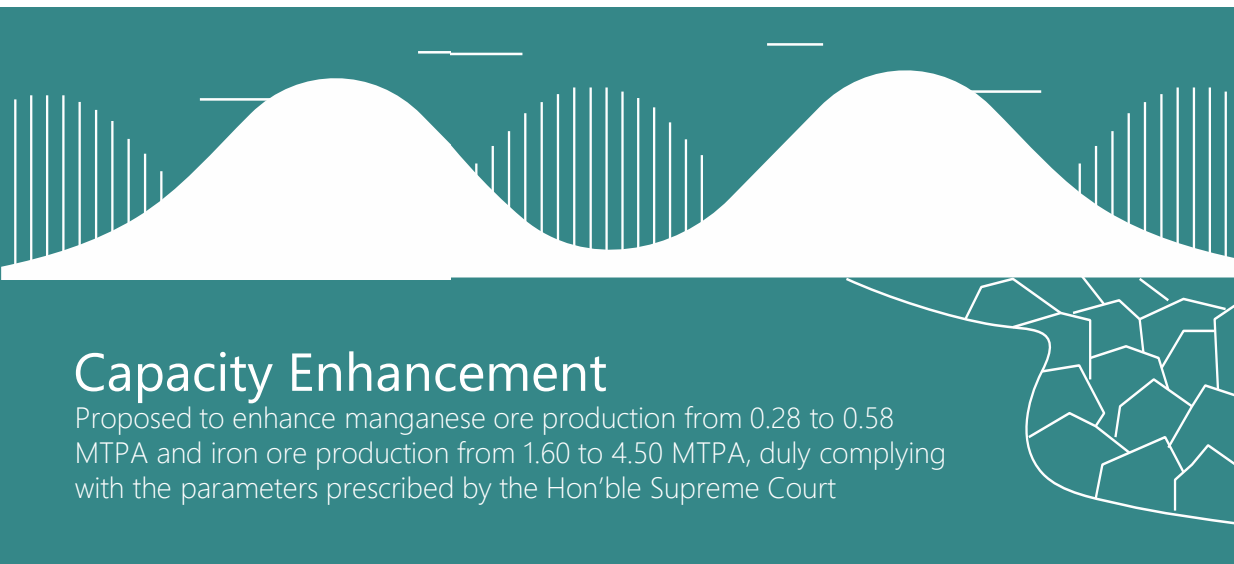 Capacity Enhancement
Proposed to enhance manganese ore production from 0.28 to 0.58
MTPA and iron ore production from 1.60 to 4.50 MTPA, duly complying
with the parameters prescribed by the Hon’ble Supreme Court